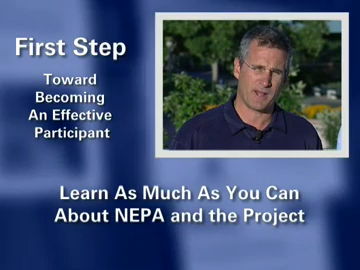 First Step
Toward
Becoming
An Effective
Participant
Learn As Much As You Can
About NEPA and the Project